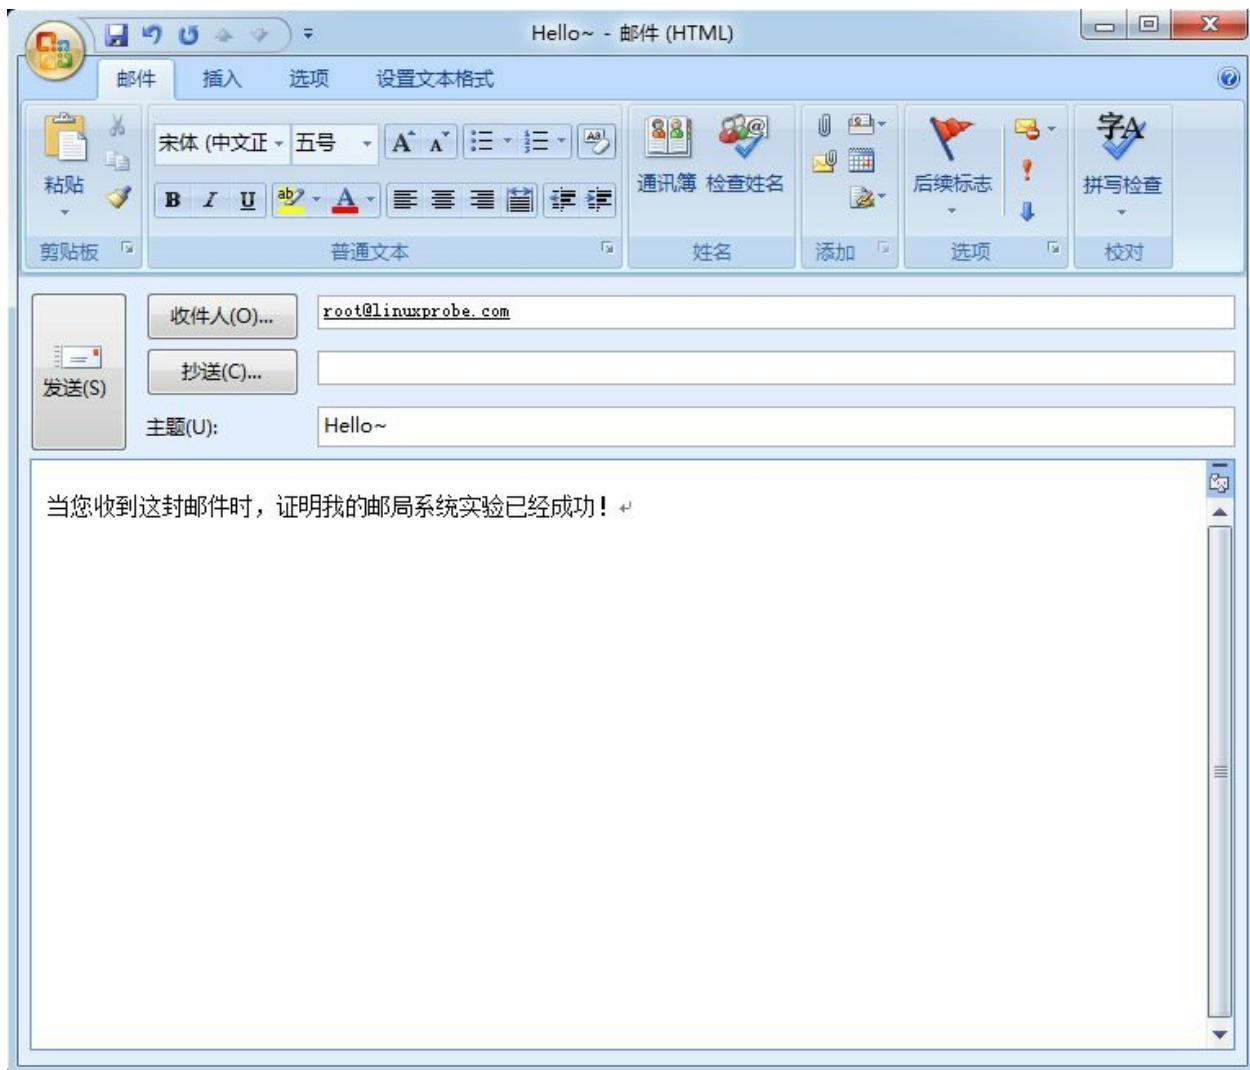 Hello~ - 邮件 (HTML)
邮件 插入 选项 设置文本格式
宋体 (中文正 五号
粘贴
通讯簿 检查姓名
后续标志
字A
拼写检查
B I U ab A
剪贴板 普通文本 姓名 添加 选项 校对
收件人(O)... root@linuxprobe.com
抄送(C)...
发送(S)
主题(U): Hello~
当您收到这封邮件时，证明我的邮局系统实验已经成功！